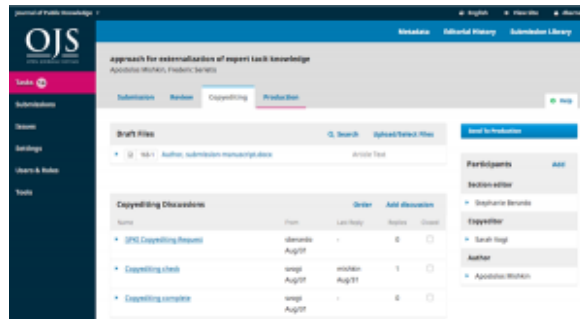 Journal of Public Knowledge
English View Site
OJS
OPEN JOURNAL SYSTEMS
Metadata Editorial History Submission Library
approach for externalization of expert tacit knowledge
Apostolos Mishkin, Frederic
Tasks
Submission Review Copyediting Production
Help
Submissions
Issues
Settings
Users & Roles
Tools
Draft Files Search Upload/Select Files
Author, submission-manuscript.docx Article Text
Send To Production
Participants Add
Section editor
Stephanie Berardo
Copyeditor
Sarah Vogt
Author
Apostolos Mishkin
Copyediting Discussions Order Add discussion
Name From Last Reply Replies Closed
Copyediting Request sberardo - 0
Aug/31
Copyediting check svogt mishkin 1
Aug/31 Aug/31
Copyediting complete svogt - 0
Aug/31